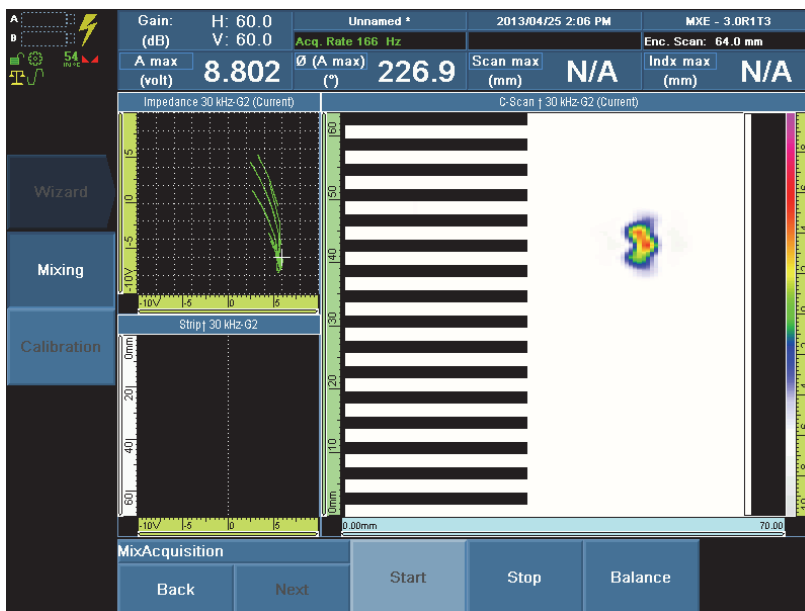 A
B
54
IN °C
Gain: H: 60.0
(dB) V: 60.0
Unnamed *
2013/04/25 2:06 PM
MXE - 3.0R1T3
Acq. Rate 166 Hz
Enc. Scan: 64.0 mm
A max
(volt)
8.802
Ø (A max)
(°)
226.9
Scan max
(mm)
N/A
Indx max
(mm)
N/A
Impedance 30 kHz-G2 (Current)
C-Scan † 30 kHz-G2 (Current)
5
0
-5
-10V
-10V -5 0 5
Wizard
Mixing
Calibration
Strip† 30 kHz-G2
0mm
20
40
60
-10V -5 0 5
60
50
40
30
20
10
0mm
0.00mm
70.00
MixAcquisition
Back
Next
Start
Stop
Balance